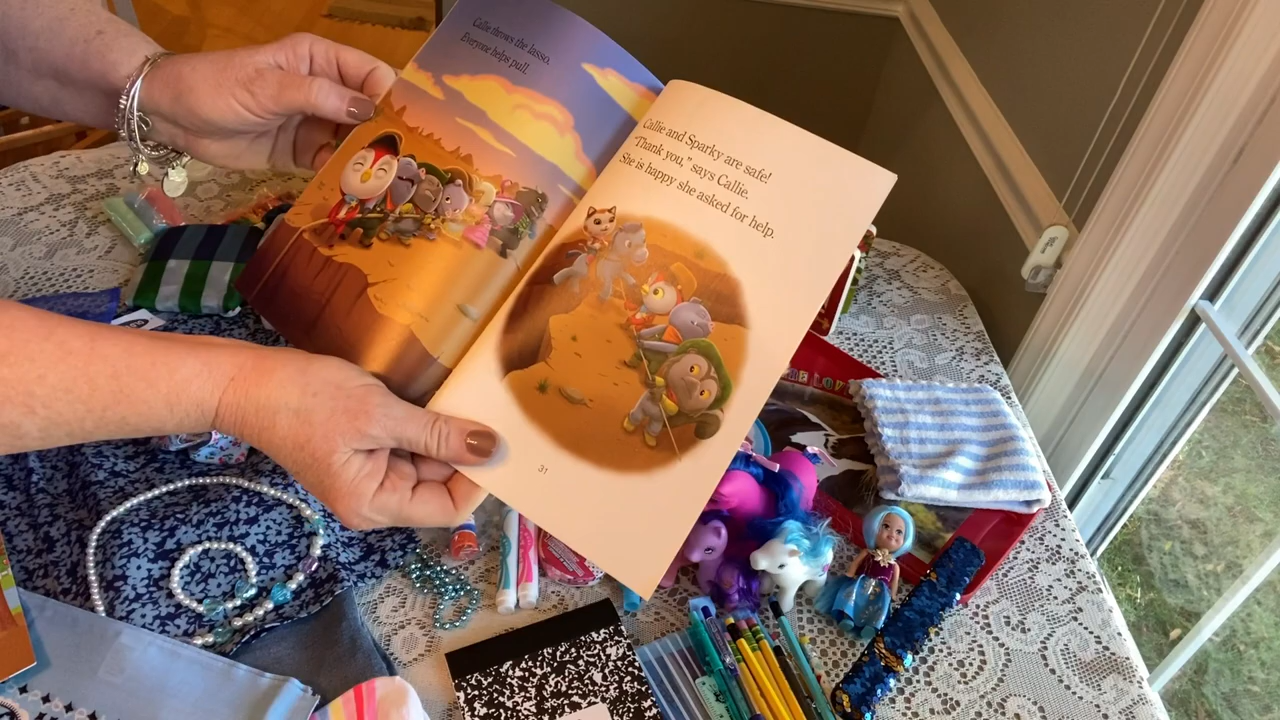 Callie throws the lasso.
Everyone helps pull.
Callie and Sparky are safe!
"Thank you," says Callie.
She is happy she asked for help.
31